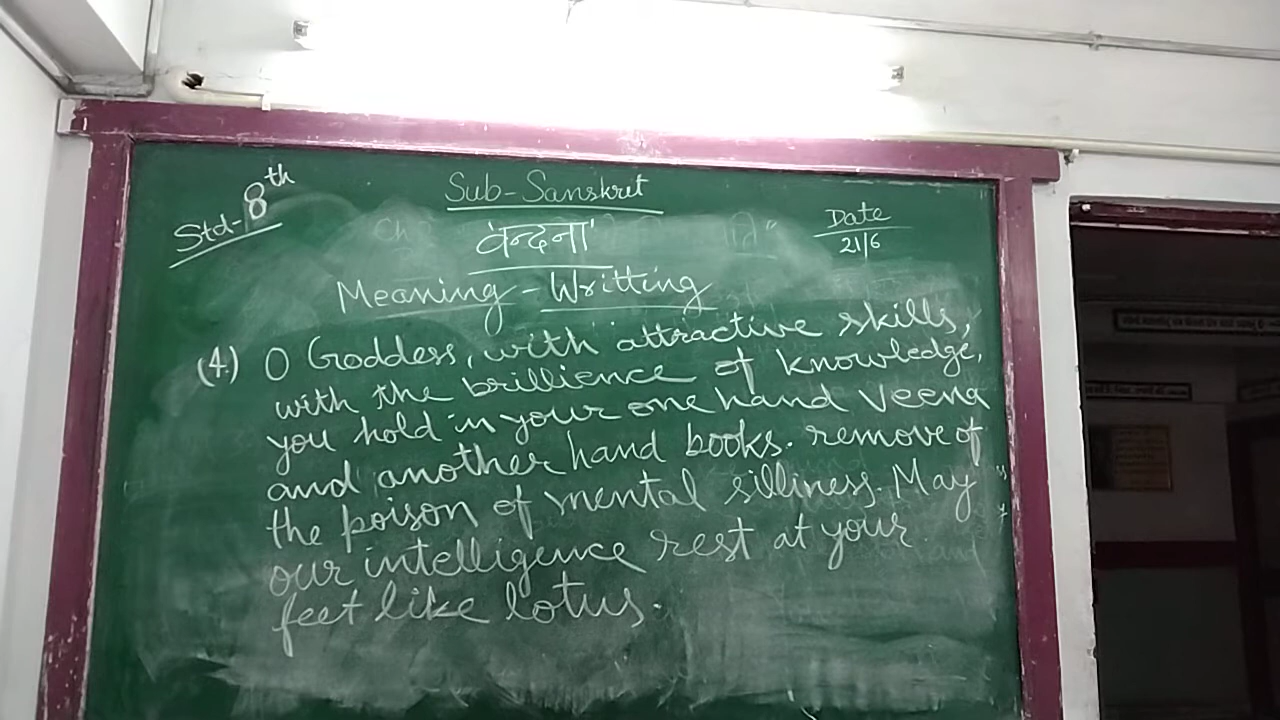 Std- 8th
Sub-Sanskrit
Date
21/6
'वन्दना'
Meaning - Writting
(4.) O Goddess, with attractive skills,
with the brillience of knowledge,
you hold in your one hand Veena
and another hand books. remove of
the poison of mental silliness. May
our intelligence rest at your
feet like lotus.